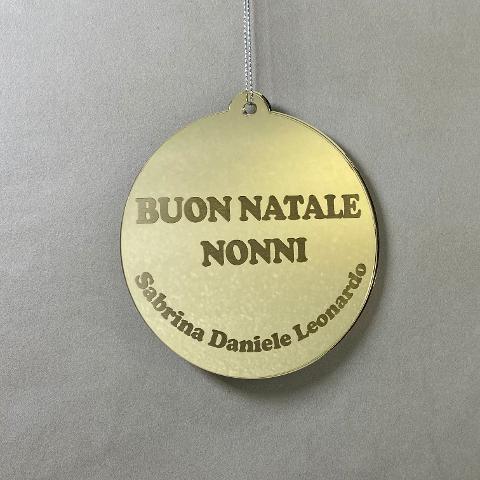 BUON NATALE
NONNI
Sabrina Daniele Leonardo